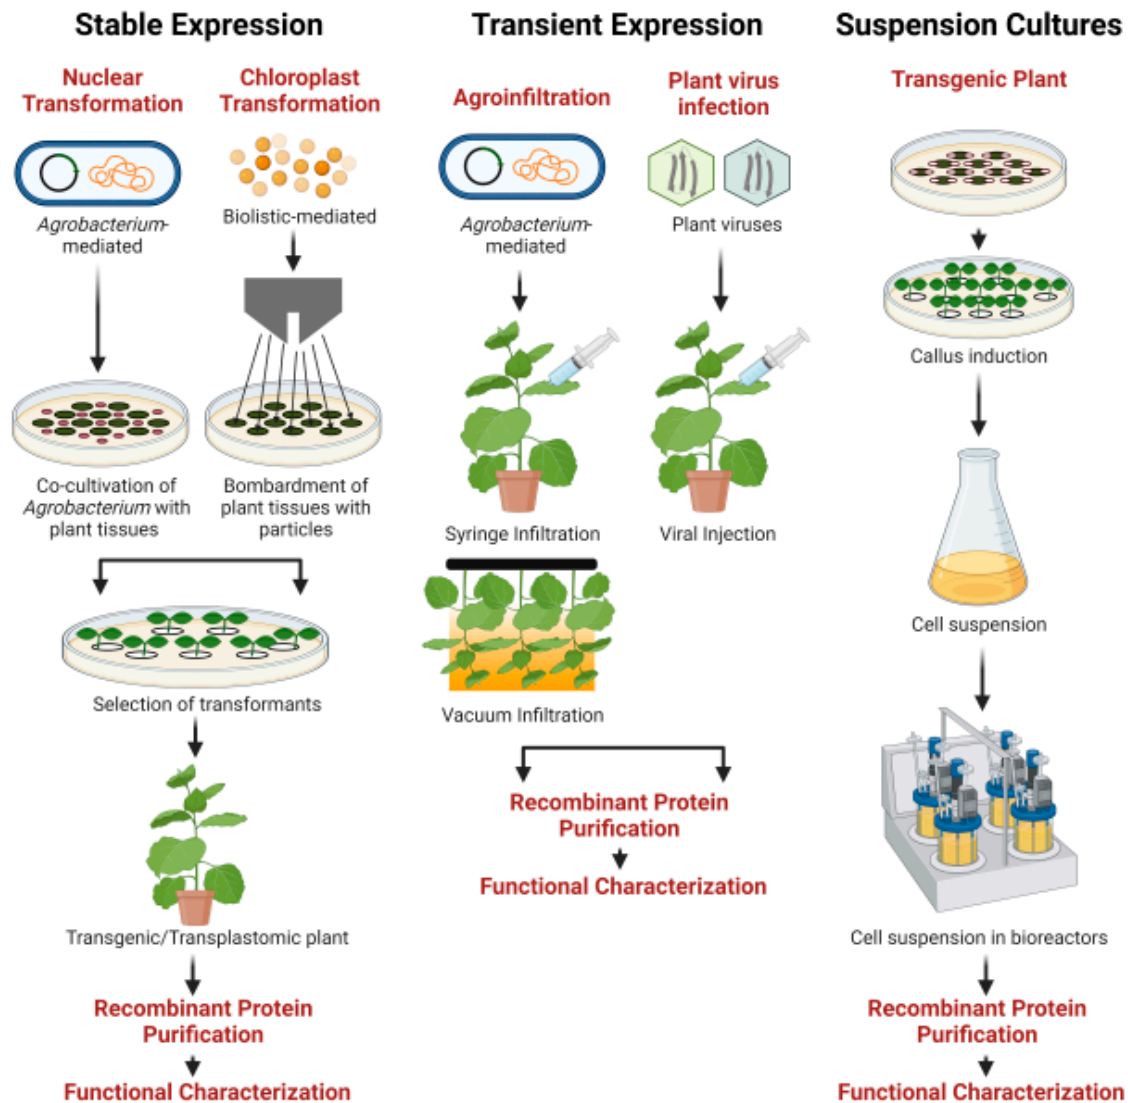 Stable Expression
Nuclear
Transformation
Agrobacterium-
mediated
Co-cultivation of
Agrobacterium with
plant tissues
Chloroplast
Transformation
Biolistic-mediated
Bombardment of
plant tissues with
particles
Selection of transformants
Transgenic/Transplastomic plant
Recombinant Protein
Purification
Functional Characterization
Transient Expression
Agroinfiltration
Agrobacterium-
mediated
Syringe Infiltration
Vacuum Infiltration
Plant virus
infection
Plant viruses
Viral Injection
Recombinant Protein
Purification
Functional Characterization
Suspension Cultures
Transgenic Plant
Callus induction
Cell suspension
Cell suspension in bioreactors
Recombinant Protein
Purification
Functional Characterization